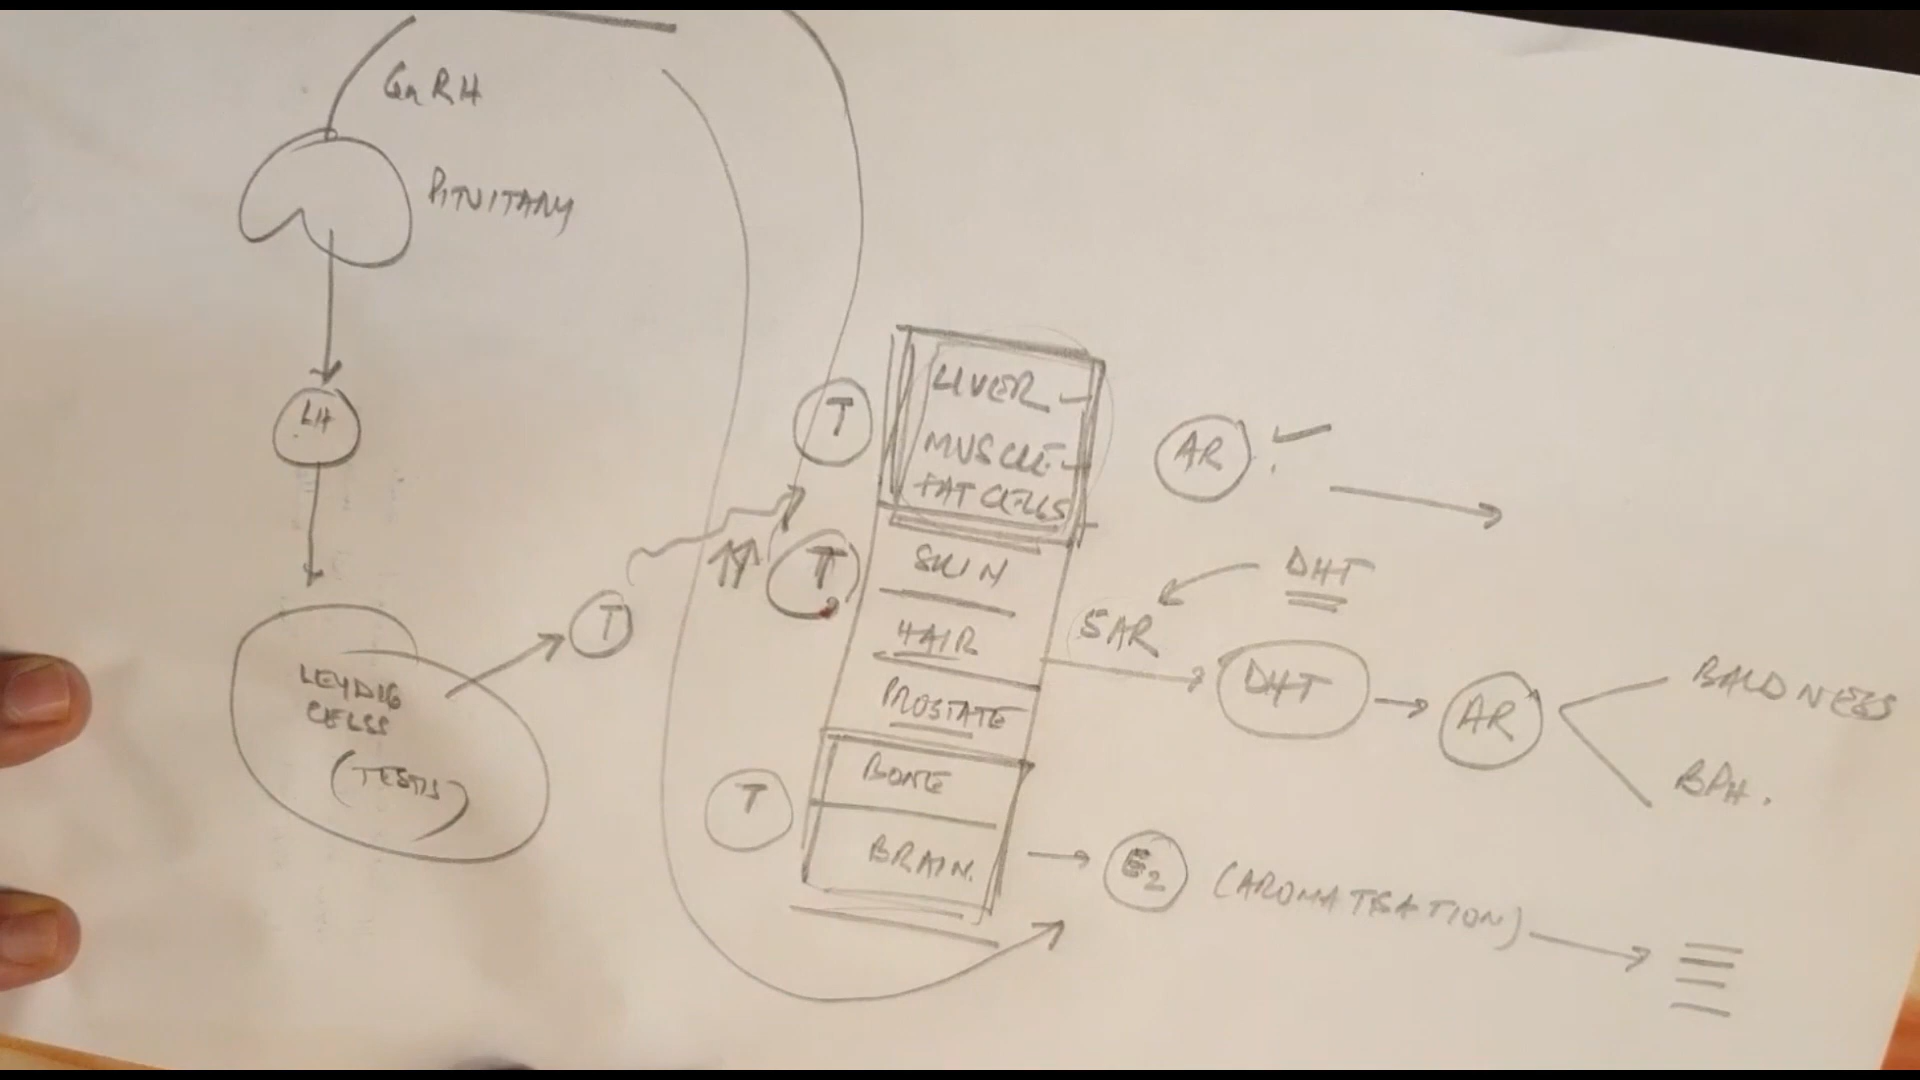 GnRH
PITUITARY
LH
LEYDIG
CELSS
(TESTIS)
T
T
T
T
LIVER
MUSCLE
FAT CELLS
SKIN
HAIR
PROSTATE
BONE
BRAIN.
AR
DHT
5AR
DHT
AR
BALDNESS
BPH.
E2 (AROMATISATION)